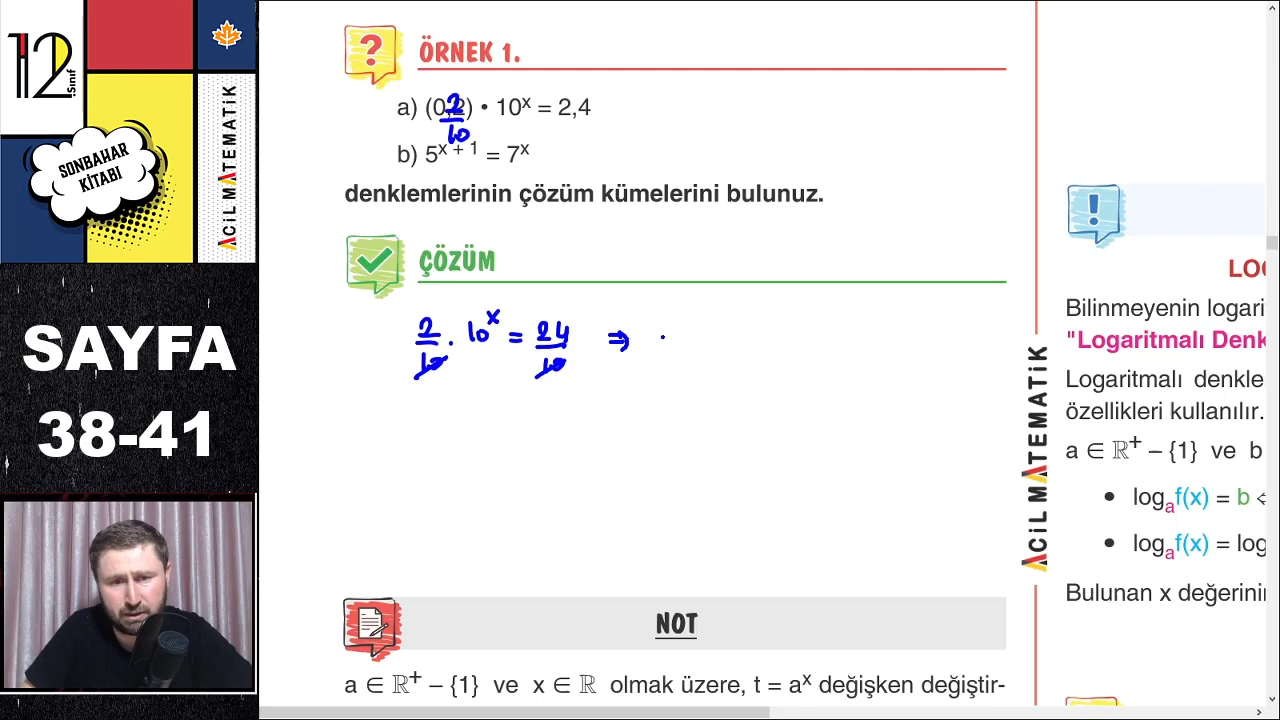 12
.Sınıf
SONBAHAR
KİTABI
ACİL MATEMATİK
SAYFA
38-41
ÖRNEK 1.
a) (0,2) • 10ˣ = 2,4
2/10
b) 5ˣ⁺¹ = 7ˣ
denklemlerinin çözüm kümelerini bulunuz.
ÇÖZÜM
2/10 . 10ˣ = 24/10 ⇒
NOT
a ∈ ℝ⁺ – {1} ve x ∈ ℝ olmak üzere, t = aˣ değişken değiştir-
ACİL MATEMATİK
LO
Bilinmeyenin logari
"Logaritmalı Denk
Logaritmalı denkle
özellikleri kullanılır.
a ∈ ℝ⁺ – {1} ve b
• logₐf(x) = b
• logₐf(x) = log
Bulunan x değerini